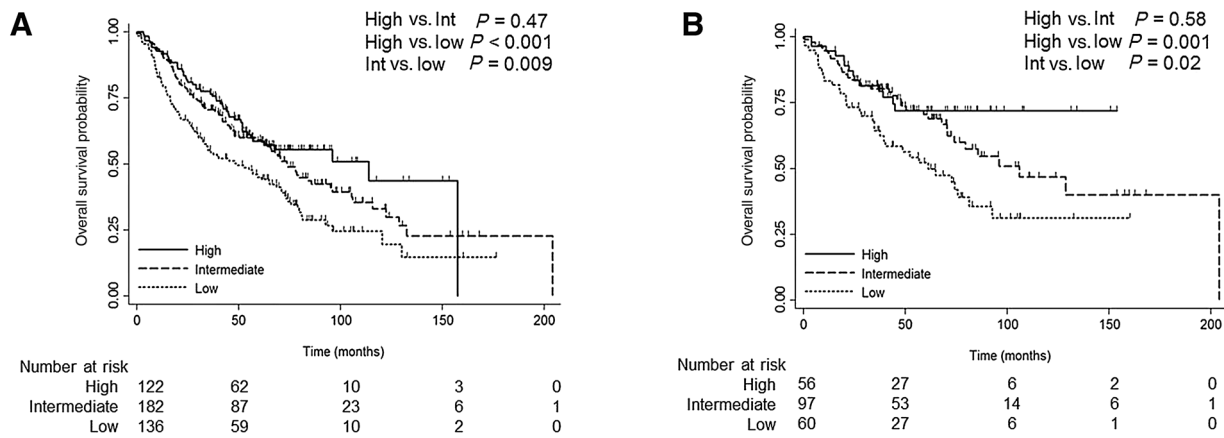 A
High vs. Int P = 0.47
High vs. low P < 0.001
Int vs. low P = 0.009
Overall survival probability
1.00
0.75
0.50
0.25
0.00
High
Intermediate
Low
0 50 100 150 200
Time (months)
Number at risk
High 122 62 10 3 0
Intermediate 182 87 23 6 1
Low 136 59 10 2 0
B
High vs. Int P = 0.58
High vs. low P = 0.001
Int vs. low P = 0.02
Overall survival probability
1.00
0.75
0.50
0.25
0.00
High
Intermediate
Low
0 50 100 150 200
Time (months)
Number at risk
High 56 27 6 2 0
Intermediate 97 53 14 6 1
Low 60 27 6 1 0